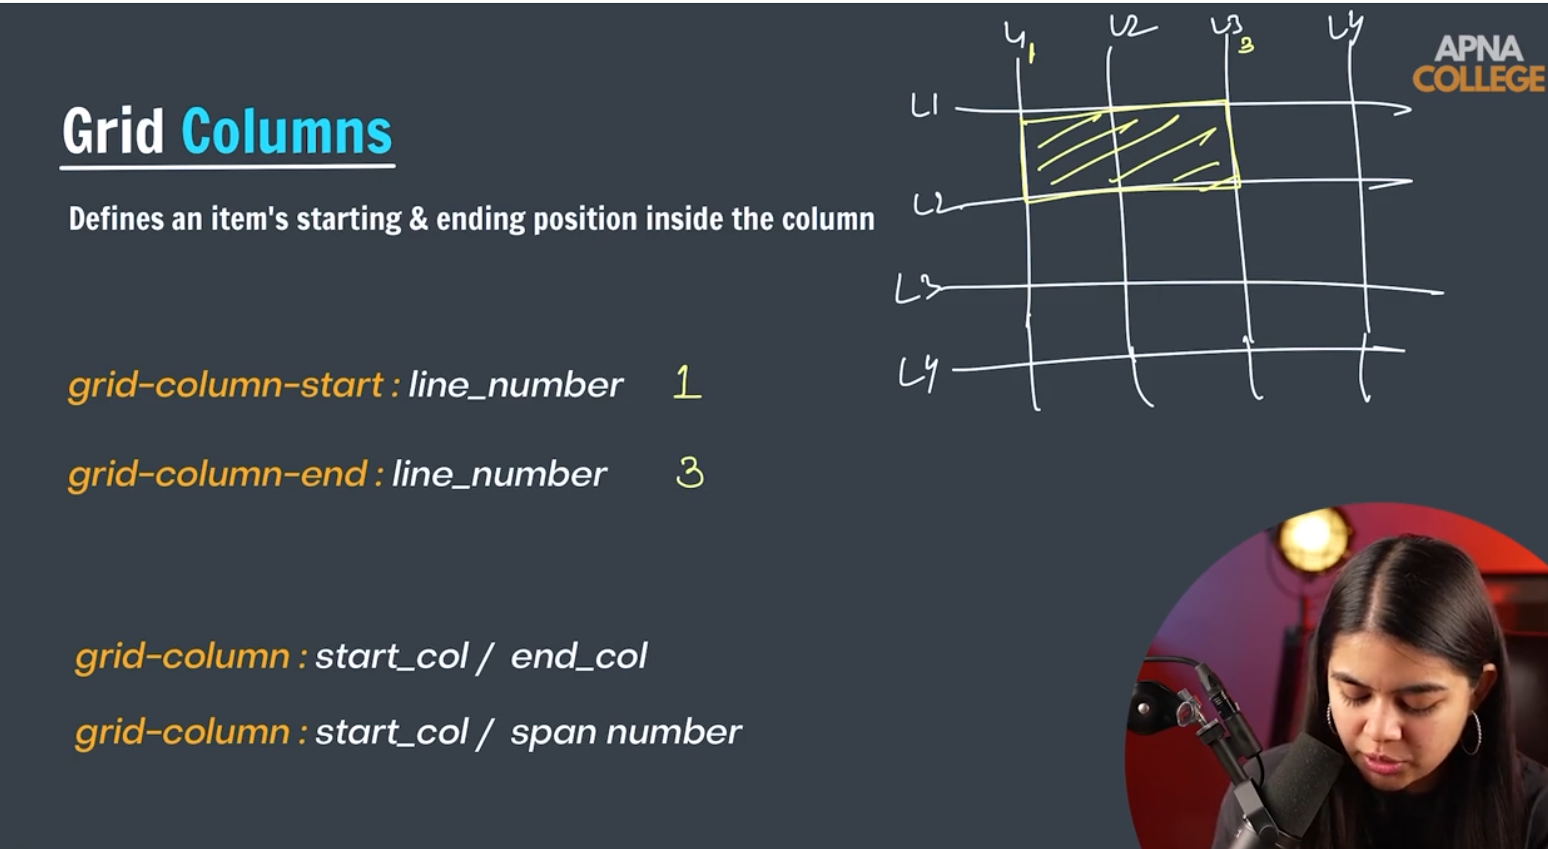 L1 L2 L3 L4
1 3
APNA
COLLEGE
L1
Grid Columns
L2
Defines an item's starting & ending position inside the column
L3
L4
grid-column-start : line_number 1
grid-column-end : line_number 3
grid-column : start_col / end_col
grid-column : start_col / span number